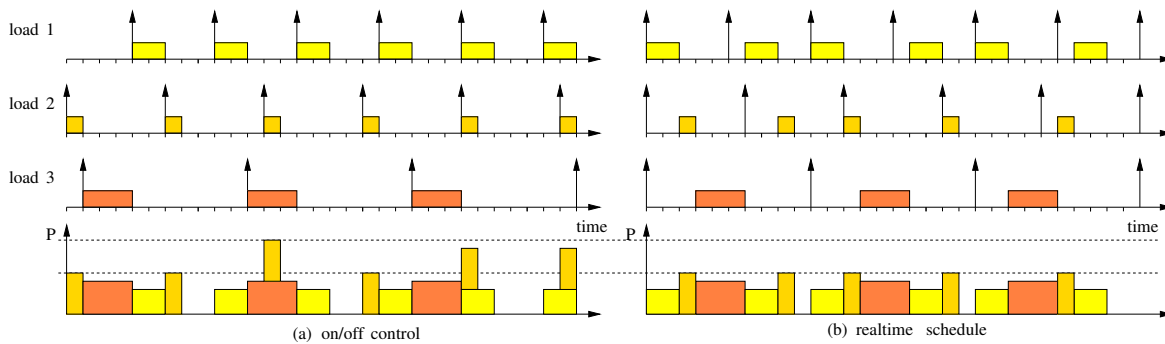 load 1
load 2
load 3
time
time
P
P
(a) on/off control
(b) realtime schedule